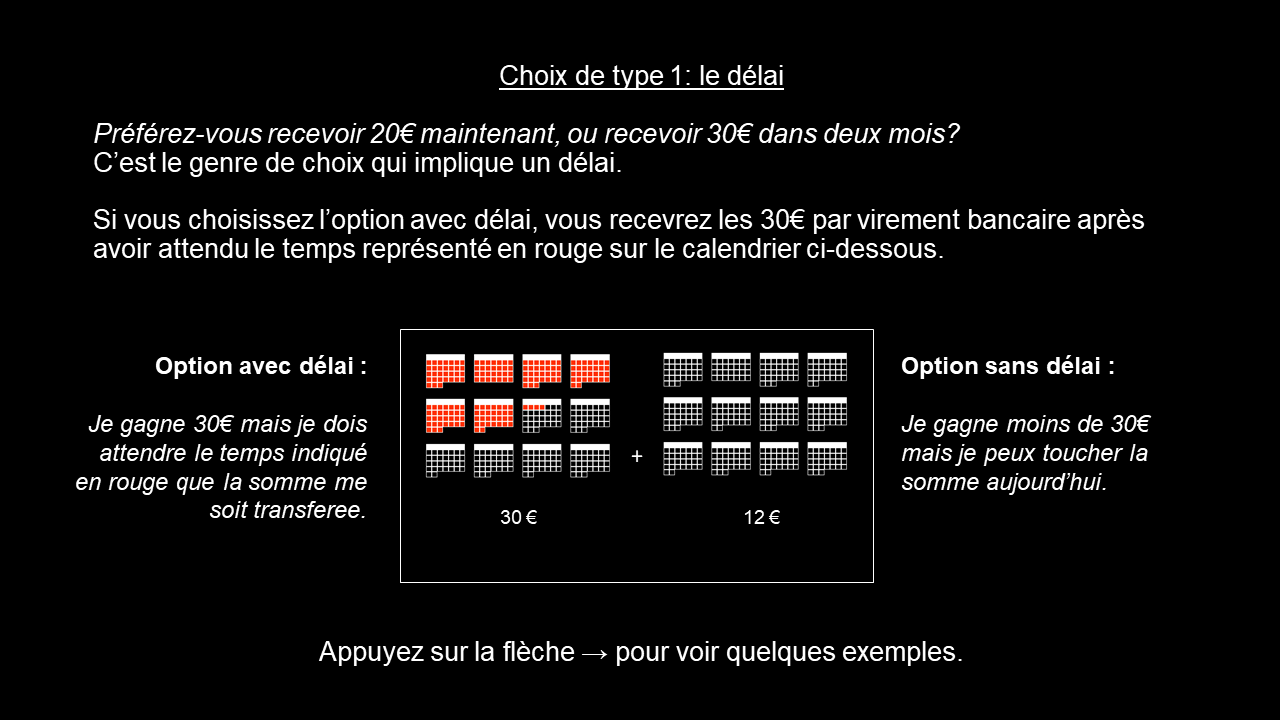 Choix de type 1: le délai
Préférez-vous recevoir 20€ maintenant, ou recevoir 30€ dans deux mois?
C’est le genre de choix qui implique un délai.
Si vous choisissez l’option avec délai, vous recevrez les 30€ par virement bancaire après
avoir attendu le temps représenté en rouge sur le calendrier ci-dessous.
Option avec délai :
Je gagne 30€ mais je dois
attendre le temps indiqué
en rouge que la somme me
soit transferee.
+
30 €
12 €
Option sans délai :
Je gagne moins de 30€
mais je peux toucher la
somme aujourd’hui.
Appuyez sur la flèche → pour voir quelques exemples.